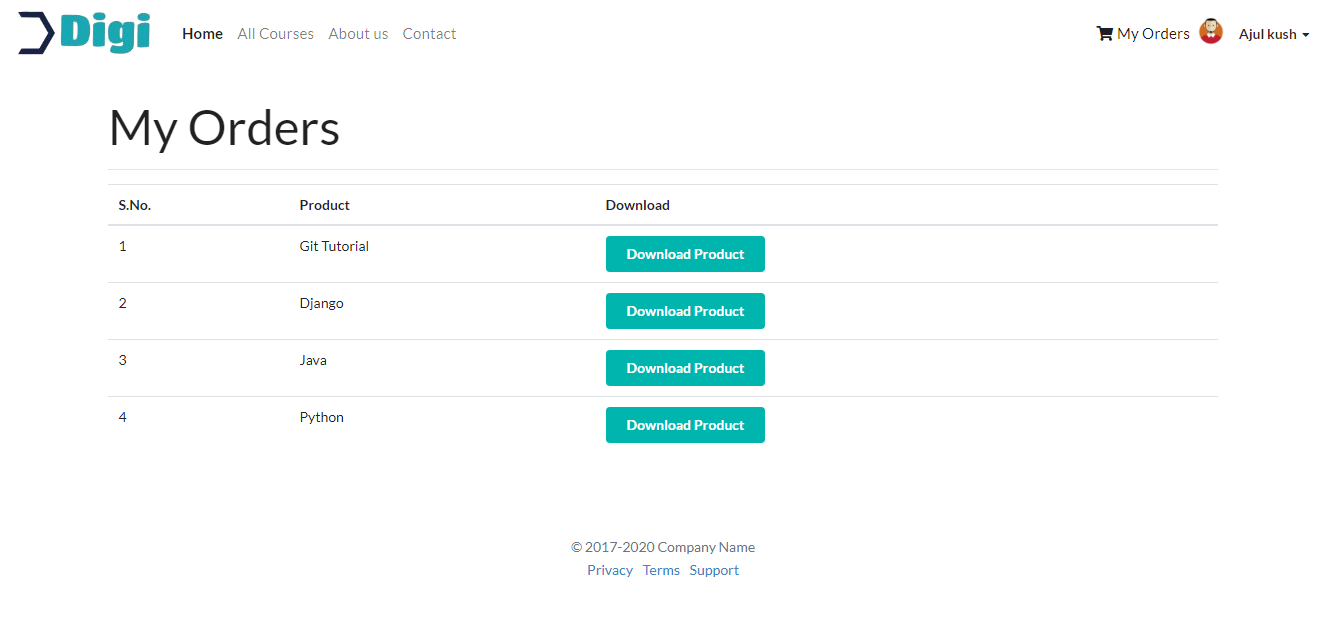 Digi Home All Courses About us Contact My Orders Ajul kush
My Orders
S.No. Product Download
1 Git Tutorial Download Product
2 Django Download Product
3 Java Download Product
4 Python Download Product
© 2017-2020 Company Name
Privacy Terms Support